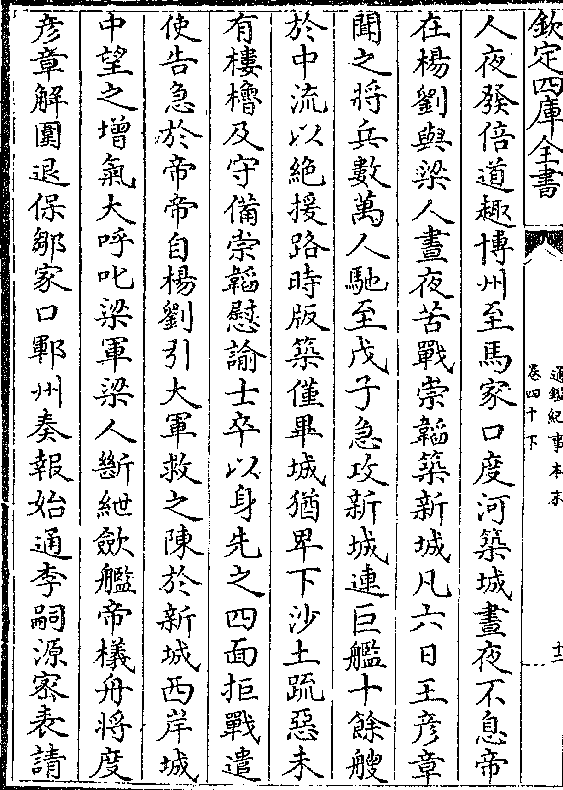 欽定四庫全書
通鑑紀事本末
卷四十下
十二
人夜發倍道趣博州至馬家口度河築城晝夜不息帝
在楊劉與梁人晝夜苦戰崇韜築新城凡六日王彥章
聞之將兵數萬人馳至戊子急攻新城連巨艦十餘艘
於中流以絕援路時版築僅畢城猶卑下沙土疏惡未
有樓櫓及守備崇韜慰諭士卒以身先之四面拒戰遣
使告急於帝帝自楊劉引大軍救之陳於新城西岸城
中望之增氣大呼叱梁軍梁人斷紲歛艦帝檥舟將度
彥章解圍退保鄒家口鄆州奏報始通李嗣源宻表請